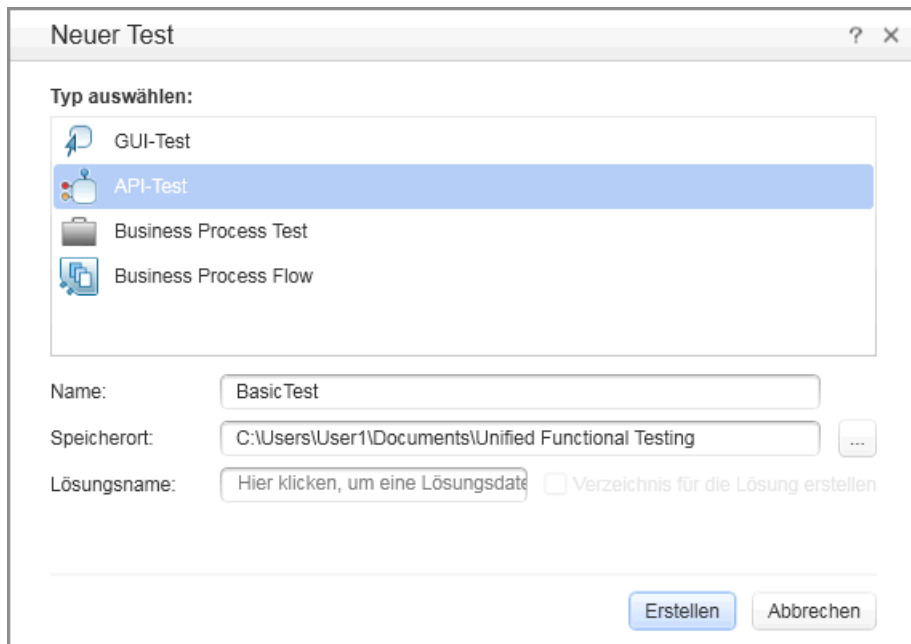 Neuer Test
Typ auswählen:
GUI-Test
API-Test
Business Process Test
Business Process Flow
Name: BasicTest
Speicherort: C:\Users\User1\Documents\Unified Functional Testing ...
Lösungsname: Hier klicken, um eine Lösungsdate Verzeichnis für die Lösung erstellen
Erstellen Abbrechen